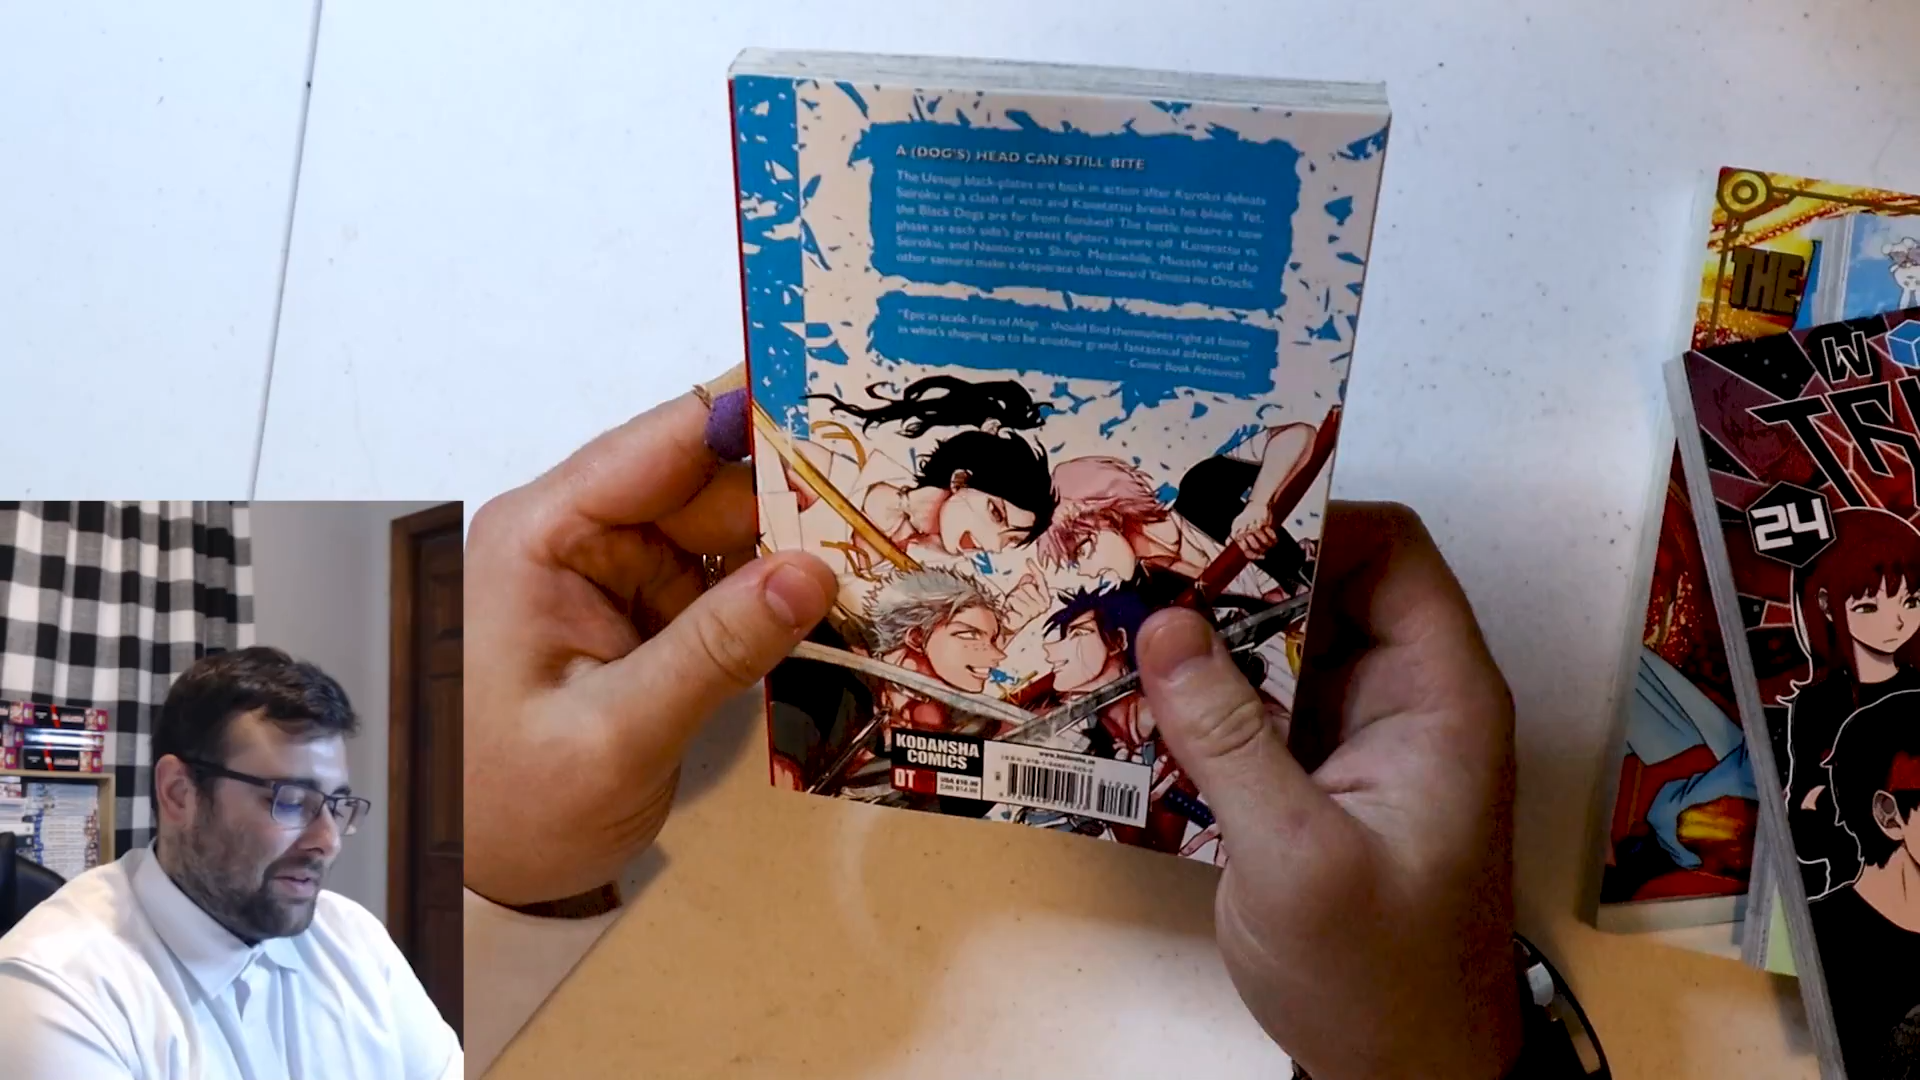 A (DOG'S) HEAD CAN STILL BITE
The Uesugi black-plates are back in action after Kuroko defeats
Seiroku in a clash of wits and Kanetatsu breaks his blade. Yet,
the Black Dogs are far from finished! The battle enters a new
phase as each side's greatest fighters square off: Kanetatsu vs.
Seiroku, and Naotora vs. Shiro. Meanwhile, Musashi and the
other samurai make a desperate dash toward Yamata no Orochi.
"Epic in scale. Fans of Magi... should find themselves right at home
in what's shaping up to be another grand, fantastical adventure."
— Comic Book Resources
KODANSHA
COMICS
OT
www.kodansha.us
THE
W
24